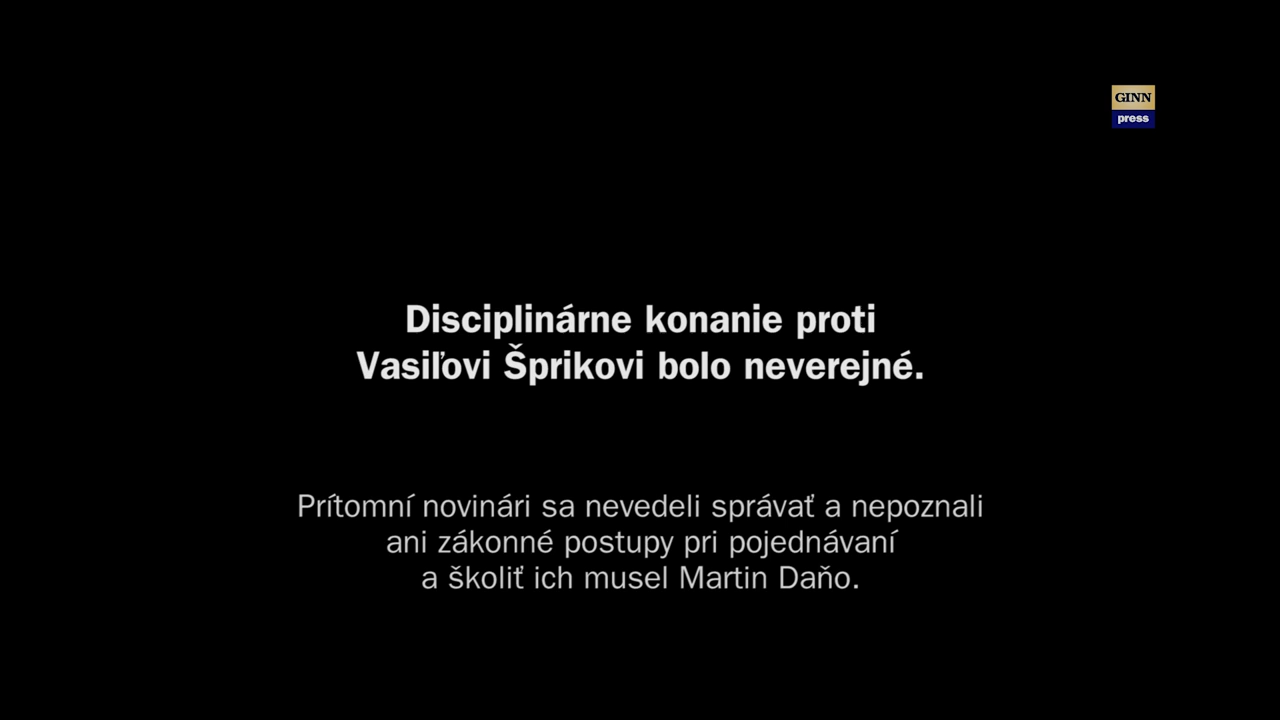 GINN
press
Disciplinárne konanie proti
Vasiľovi Šprikovi bolo neverejné.
Prítomní novinári sa nevedeli správať a nepoznali
ani zákonné postupy pri pojednávaní
a školiť ich musel Martin Daňo.